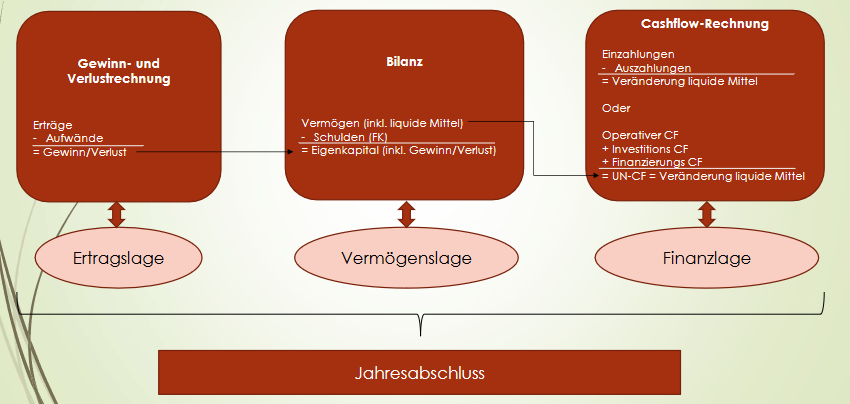 Gewinn- und
Verlustrechnung
Erträge
- Aufwände
= Gewinn/Verlust
Bilanz
Vermögen (inkl. liquide Mittel)
- Schulden (FK)
= Eigenkapital (inkl. Gewinn/Verlust)
Cashflow-Rechnung
Einzahlungen
- Auszahlungen
= Veränderung liquide Mittel
Oder
Operativer CF
+ Investitions CF
+ Finanzierungs CF
= UN-CF = Veränderung liquide Mittel
Ertragslage
Vermögenslage
Finanzlage
Jahresabschluss